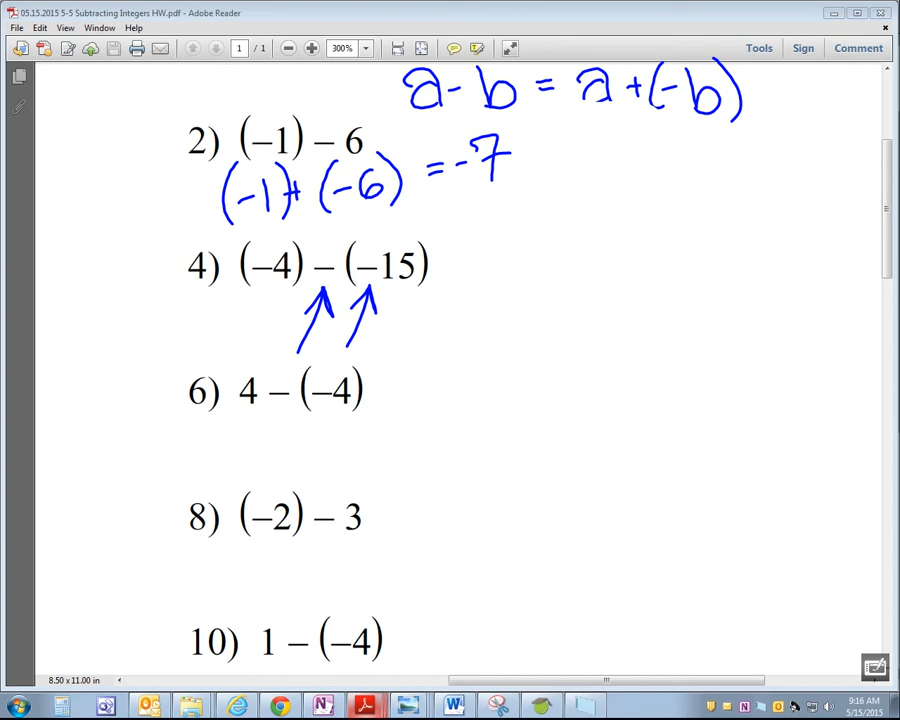 05.15.2015 5-5 Subtracting Integers HW.pdf - Adobe Reader
File Edit View Window Help
1 / 1 300% Tools Sign Comment
a - b = a + (-b)
2) (−1) − 6
(-1) + (-6) = -7
4) (−4) − (−15)
6) 4 − (−4)
8) (−2) − 3
10) 1 − (−4)
8.50 x 11.00 in
9:16 AM
5/15/2015